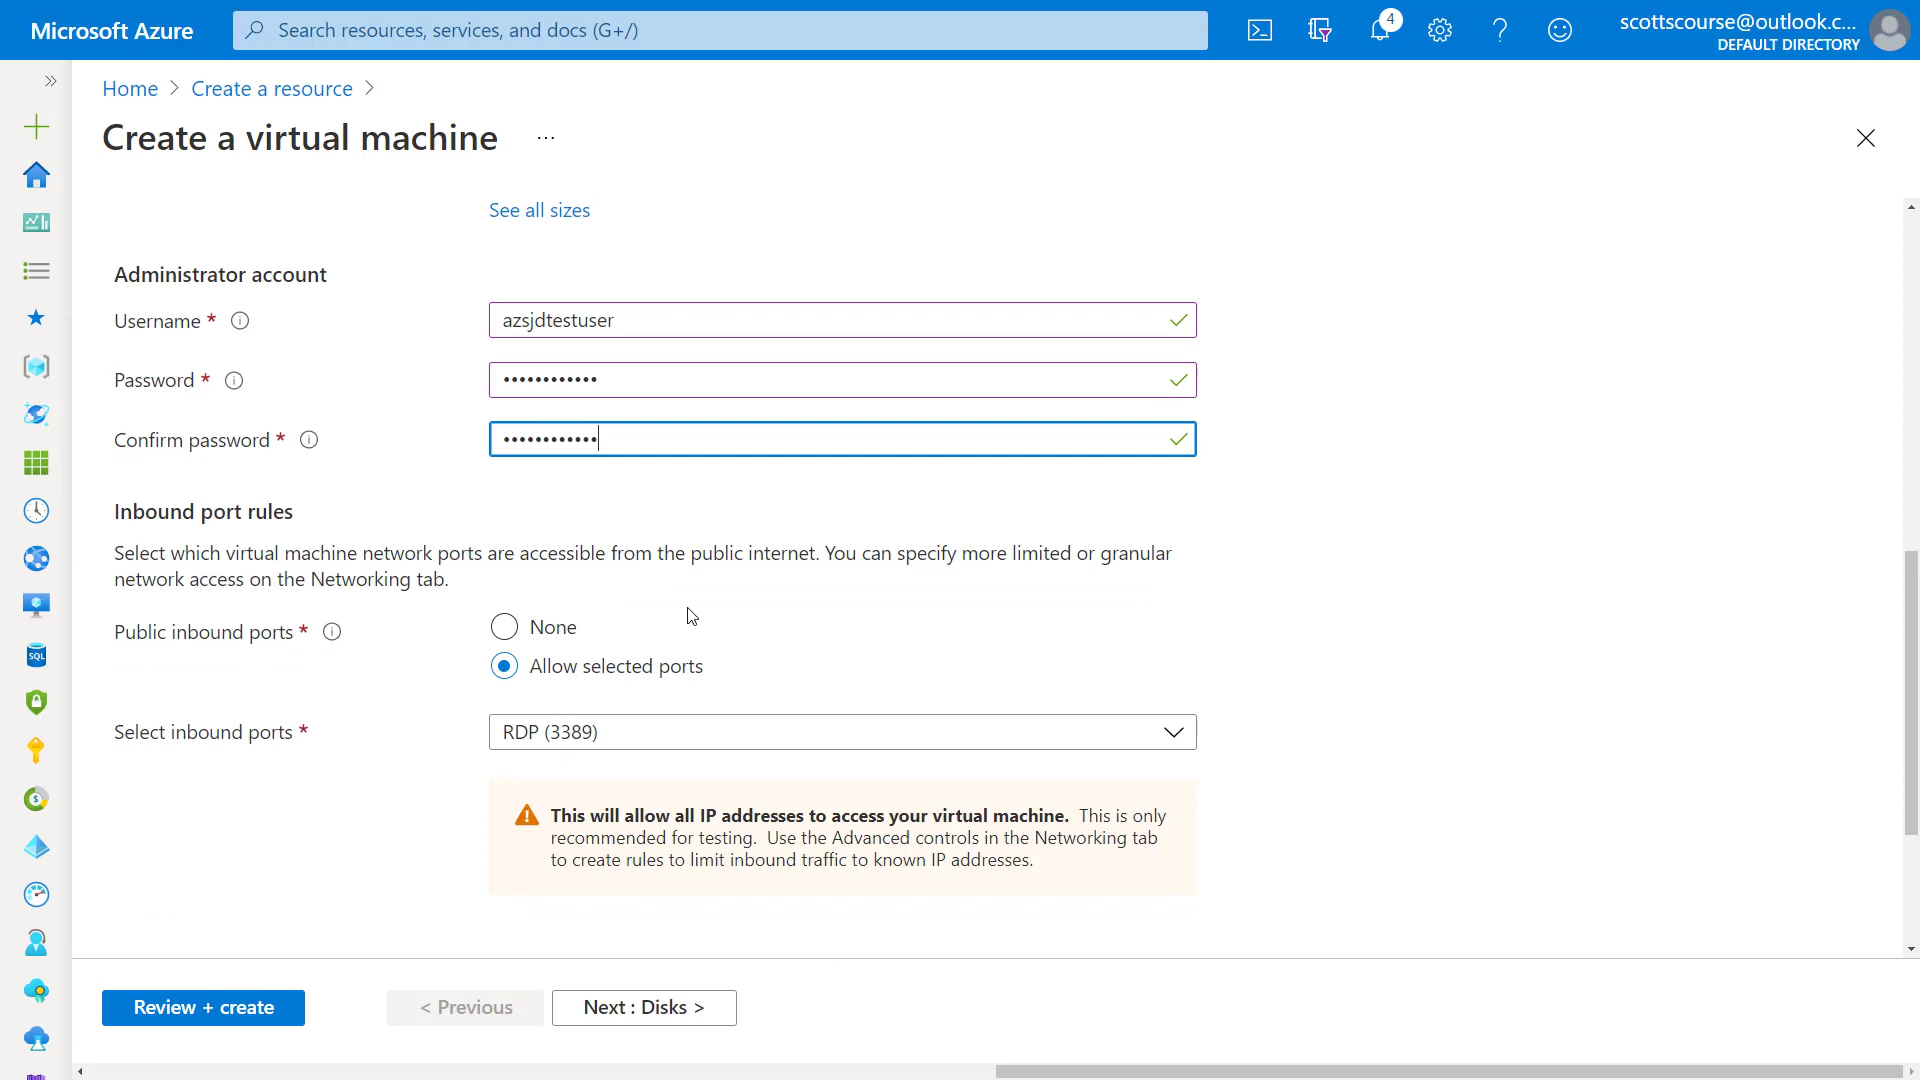 Microsoft Azure
Search resources, services, and docs (G+/)
4
scottscourse@outlook.c...
DEFAULT DIRECTORY
Home > Create a resource >
Create a virtual machine ...
See all sizes
Administrator account
Username *
azsjdtestuser
Password *
••••••••••••
Confirm password *
••••••••••••
Inbound port rules
Select which virtual machine network ports are accessible from the public internet. You can specify more limited or granular
network access on the Networking tab.
Public inbound ports *
None
Allow selected ports
Select inbound ports *
RDP (3389)
This will allow all IP addresses to access your virtual machine. This is only
recommended for testing. Use the Advanced controls in the Networking tab
to create rules to limit inbound traffic to known IP addresses.
SQL
Review + create
< Previous
Next : Disks >